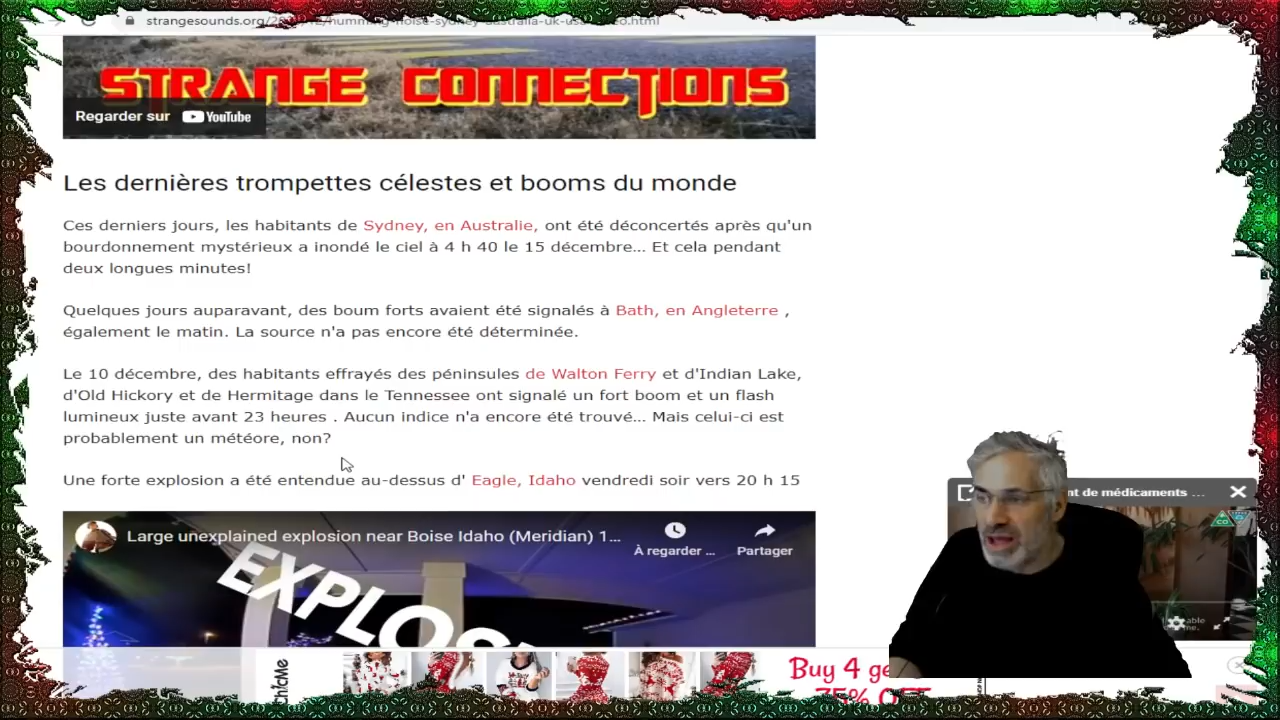 STRANGE CONNECTIONS
Regarder sur YouTube
Les dernières trompettes célestes et booms du monde
Ces derniers jours, les habitants de Sydney, en Australie, ont été déconcertés après qu'un
bourdonnement mystérieux a inondé le ciel à 4 h 40 le 15 décembre... Et cela pendant
deux longues minutes!
Quelques jours auparavant, des boum forts avaient été signalés à Bath, en Angleterre ,
également le matin. La source n'a pas encore été déterminée.
Le 10 décembre, des habitants effrayés des péninsules de Walton Ferry et d'Indian Lake,
d'Old Hickory et de Hermitage dans le Tennessee ont signalé un fort boom et un flash
lumineux juste avant 23 heures . Aucun indice n'a encore été trouvé... Mais celui-ci est
probablement un météore, non?
Une forte explosion a été entendue au-dessus d' Eagle, Idaho vendredi soir vers 20 h 15
de médicaments ...
Large unexplained explosion near Boise Idaho (Meridian) 1...
À regarder ...
Partager
Buy 4
75% OFF